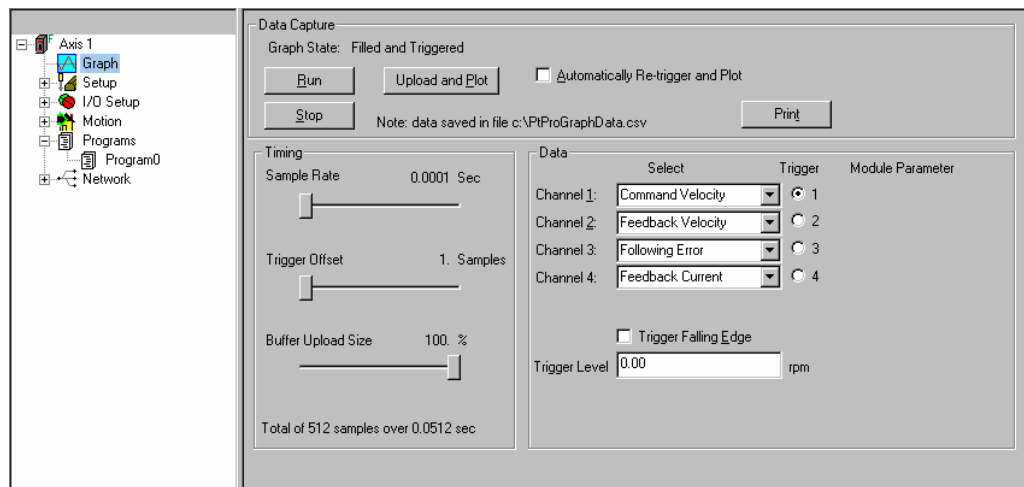 Axis 1
Graph
Setup
I/O Setup
Motion
Programs
Program0
Network
Data Capture
Graph State: Filled and Triggered
Run
Upload and Plot
Automatically Re-trigger and Plot
Stop
Note: data saved in file c:\PtProGraphData.csv
Print
Timing
Sample Rate 0.0001 Sec
Trigger Offset 1. Samples
Buffer Upload Size 100. %
Total of 512 samples over 0.0512 sec
Data
Select Trigger Module Parameter
Channel 1: Command Velocity 1
Channel 2: Feedback Velocity 2
Channel 3: Following Error 3
Channel 4: Feedback Current 4
Trigger Falling Edge
Trigger Level 0.00 rpm